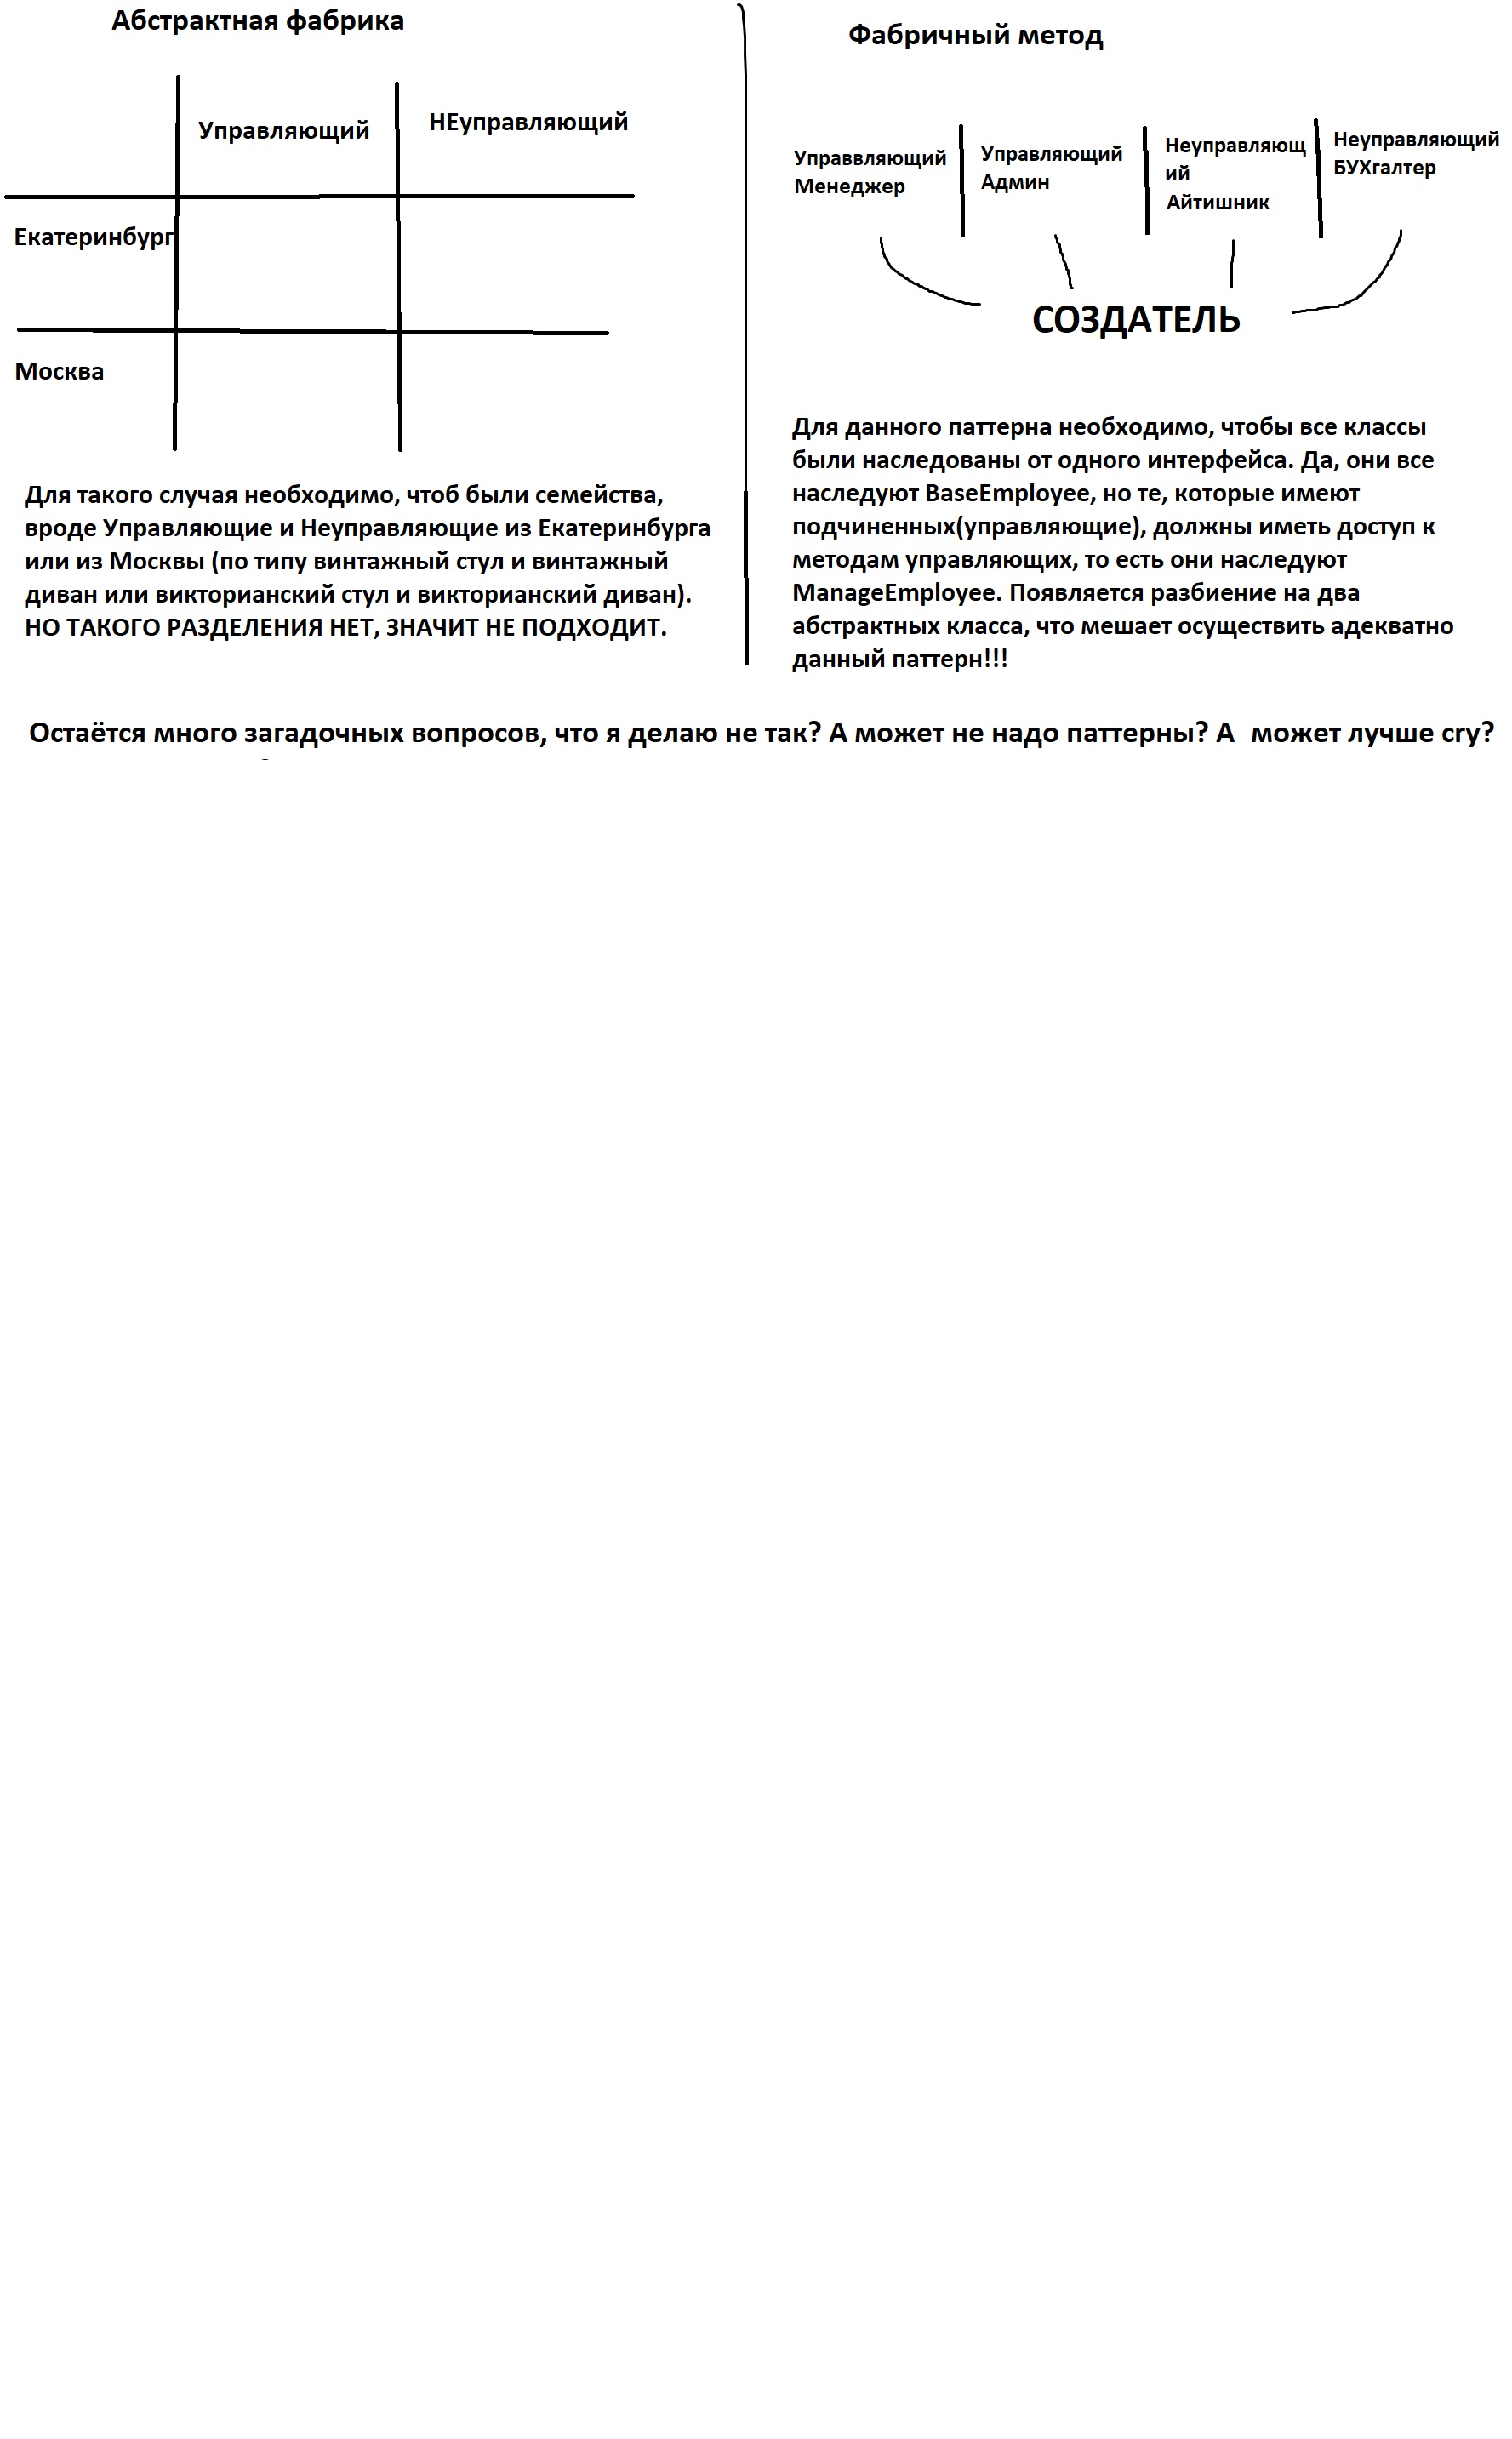 Абстрактная фабрика
Управляющий
НЕуправляющий
Екатеринбург
Москва
Для такого случая необходимо, чтоб были семейства,
вроде Управляющие и Неуправляющие из Екатеринбурга
или из Москвы (по типу винтажный стул и винтажный
диван или викторианский стул и викторианский диван).
НО ТАКОГО РАЗДЕЛЕНИЯ НЕТ, ЗНАЧИТ НЕ ПОДХОДИТ.
Фабричный метод
Управвляющий
Менеджер
Управляющий
Админ
Неуправляющ
ий
Айтишник
Неуправляющий
БУХгалтер
СОЗДАТЕЛЬ
Для данного паттерна необходимо, чтобы все классы
были наследованы от одного интерфейса. Да, они все
наследуют BaseEmployee, но те, которые имеют
подчиненных(управляющие), должны иметь доступ к
методам управляющих, то есть они наследуют
ManageEmployee. Появляется разбиение на два
абстрактных класса, что мешает осуществить адекватно
данный паттерн!!!
Остаётся много загадочных вопросов, что я делаю не так? А может не надо паттерны? А может лучше cry?